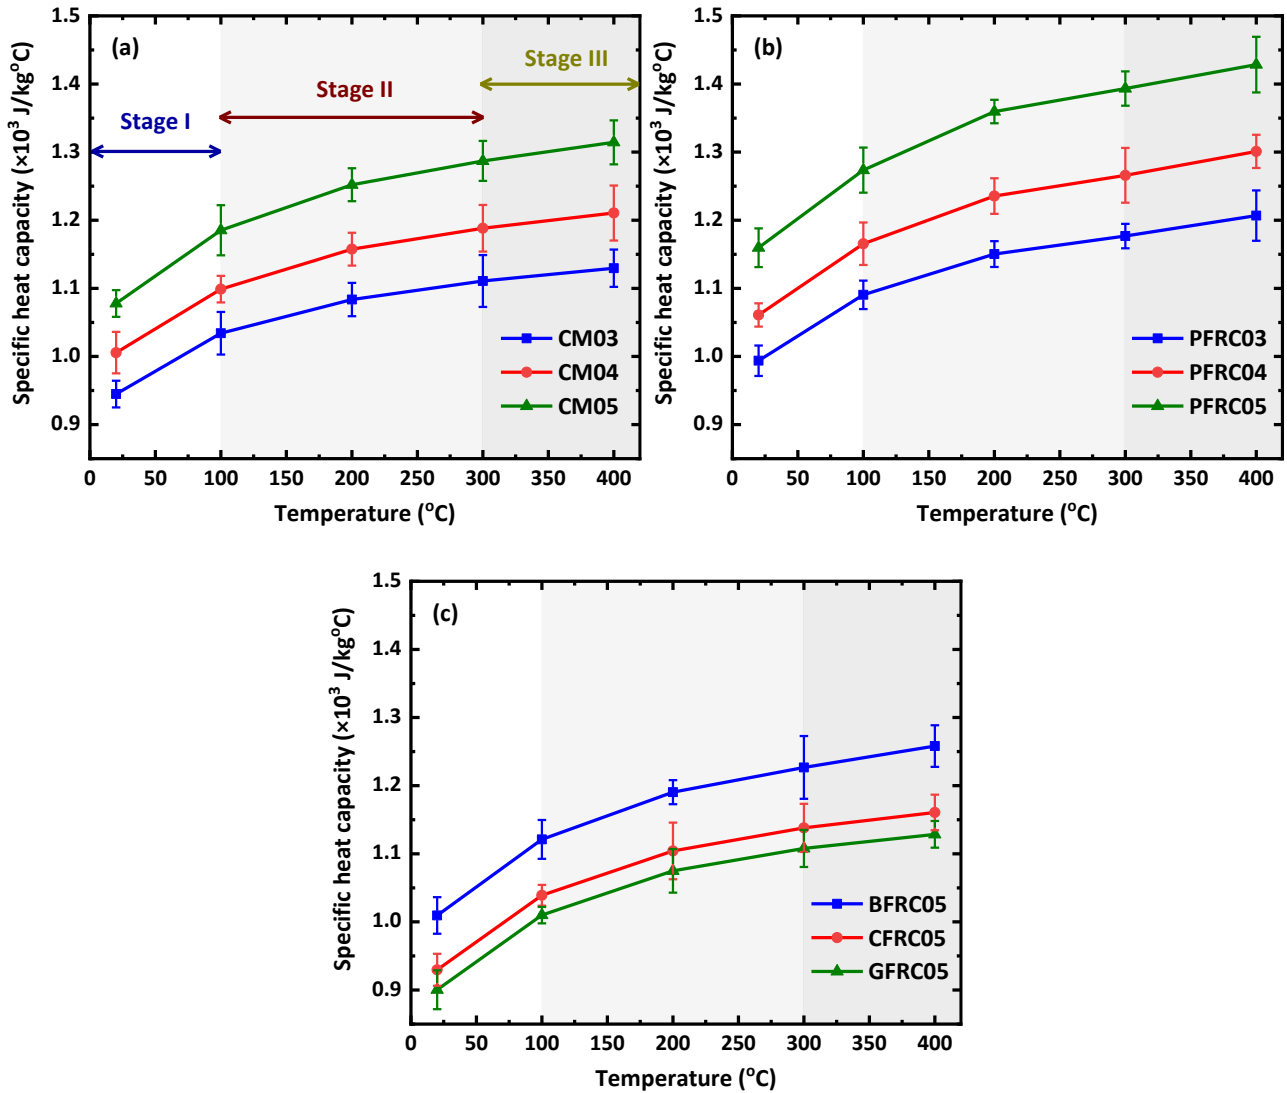 (a)
Stage I
Stage II
Stage III
1.5
1.4
1.3
1.2
1.1
1.0
0.9
Specific heat capacity (×10³ J/kg°C)
CM03
CM04
CM05
0 50 100 150 200 250 300 350 400
Temperature (°C)
(b)
1.5
1.4
1.3
1.2
1.1
1.0
0.9
Specific heat capacity (×10³ J/kg°C)
PFRC03
PFRC04
PFRC05
0 50 100 150 200 250 300 350 400
Temperature (°C)
(c)
1.5
1.4
1.3
1.2
1.1
1.0
0.9
Specific heat capacity (×10³ J/kg°C)
BFRC05
CFRC05
GFRC05
0 50 100 150 200 250 300 350 400
Temperature (°C)